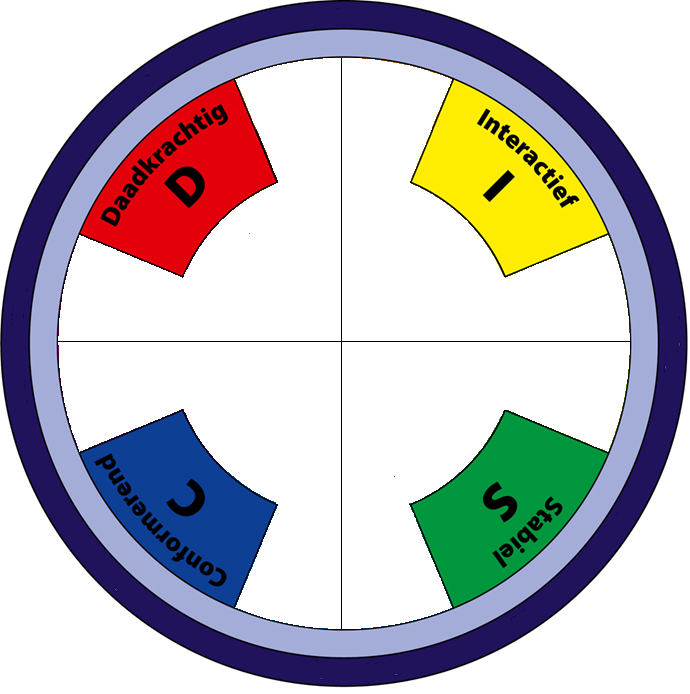 Daadkrachtig
D
Interactief
I
Conformerend
C
Stabiel
S